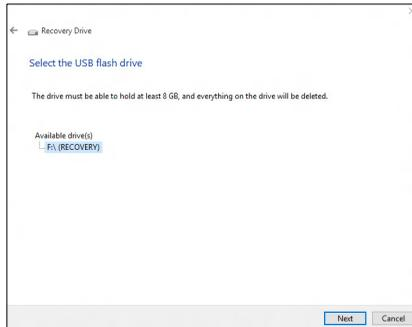 Recovery Drive
Select the USB flash drive
The drive must be able to hold at least 8 GB, and everything on the drive will be deleted.
Available drive(s)
F:\ (RECOVERY)
Next Cancel